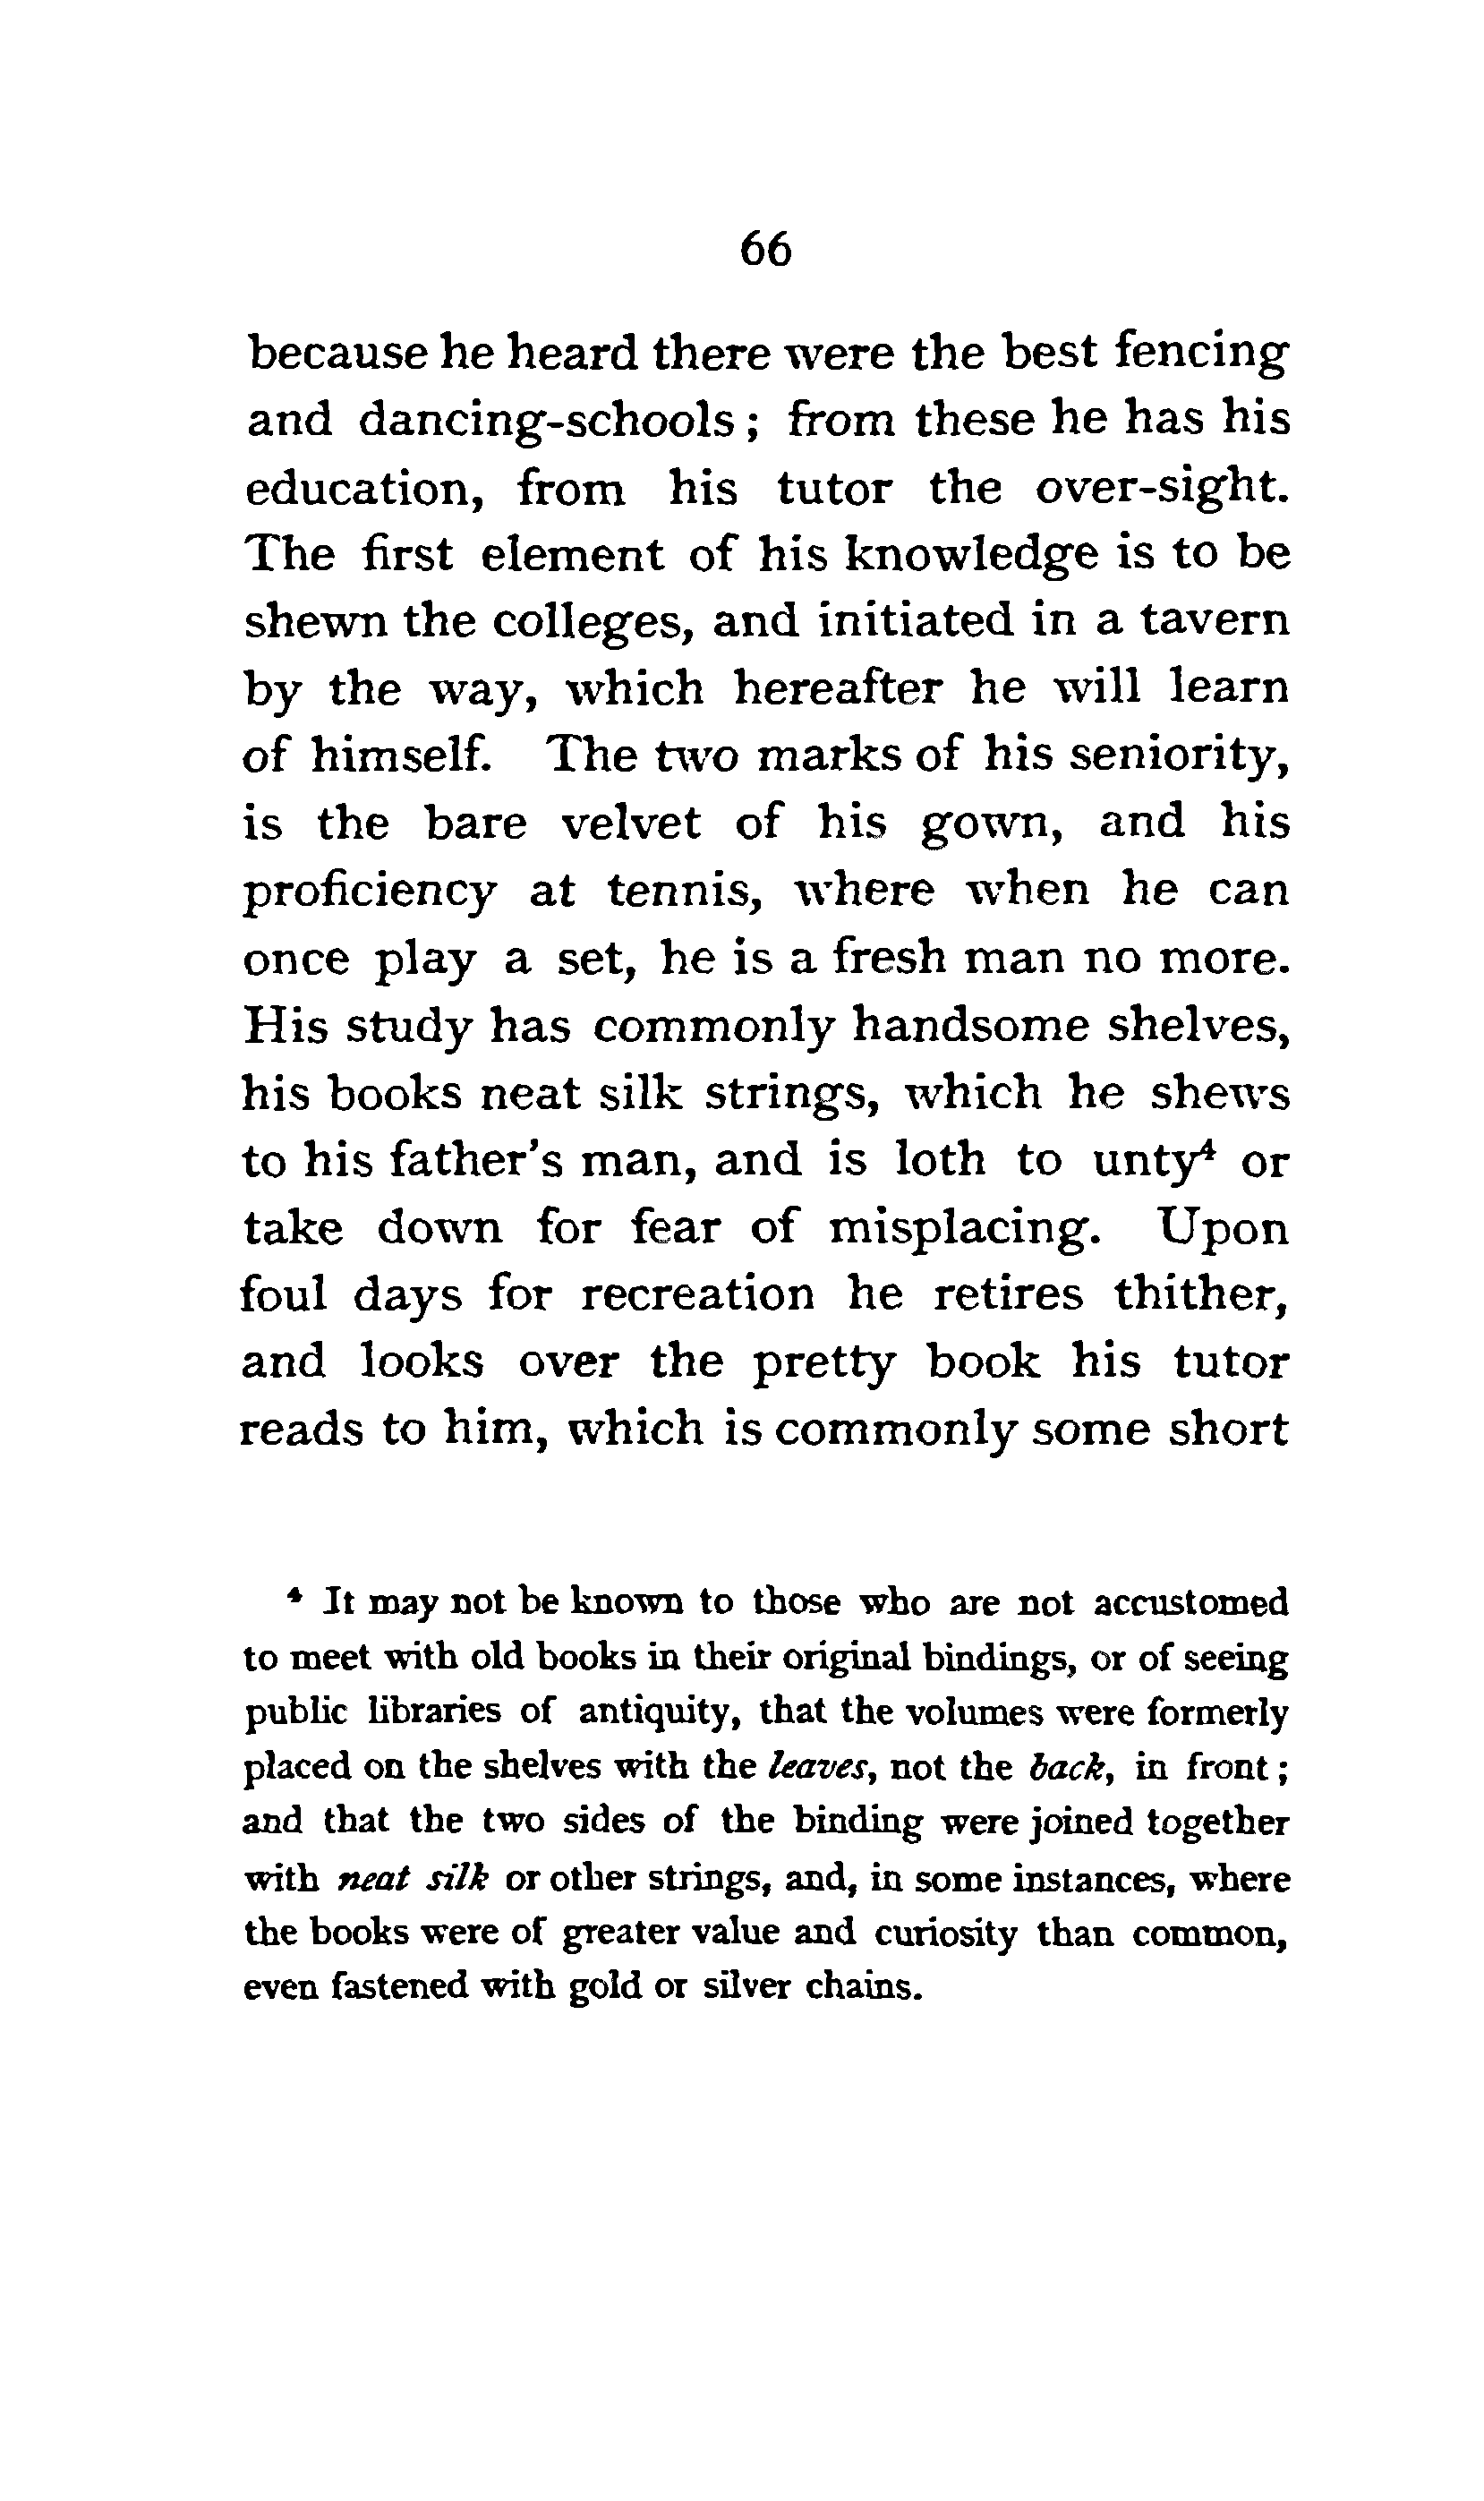 66
because he heard there were the best fencing
and dancing-schools ; from these he has his
education, from his tutor the over-sight.
The first element of his knowledge is to be
shewn the colleges, and initiated in a tavern
by the way, which hereafter he will learn
of himself. The two marks of his seniority,
is the bare velvet of his gown, and his
proficiency at tennis, where when he can
once play a set, he is a fresh man no more.
His study has commonly handsome shelves,
his books neat silk strings, which he shews
to his father's man, and is loth to unty⁴ or
take down for fear of misplacing. Upon
foul days for recreation he retires thither,
and looks over the pretty book his tutor
reads to him, which is commonly some short
⁴ It may not be known to those who are not accustomed
to meet with old books in their original bindings, or of seeing
public libraries of antiquity, that the volumes were formerly
placed on the shelves with the leaves, not the back, in front ;
and that the two sides of the binding were joined together
with neat silk or other strings, and, in some instances, where
the books were of greater value and curiosity than common,
even fastened with gold or silver chains.